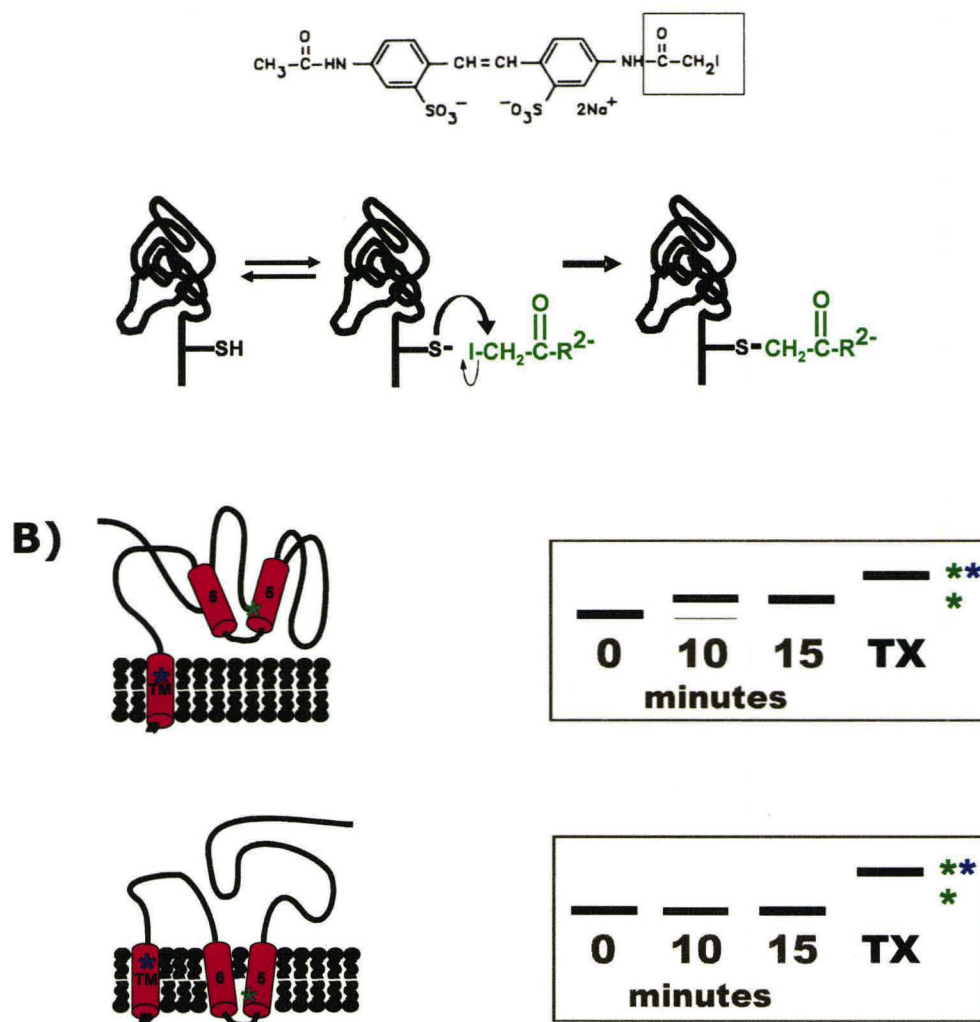 CH₃-C-HN CH=CH NH-C-CH₂I
O O
SO₃⁻ ⁻O₃S 2Na⁺
O O
SH S- I-CH₂-C-R²⁻ S-CH₂-C-R²⁻
B)
6 5
TM
**
*
0 10 15 TX
minutes
TM 6 5
**
*
0 10 15 TX
minutes